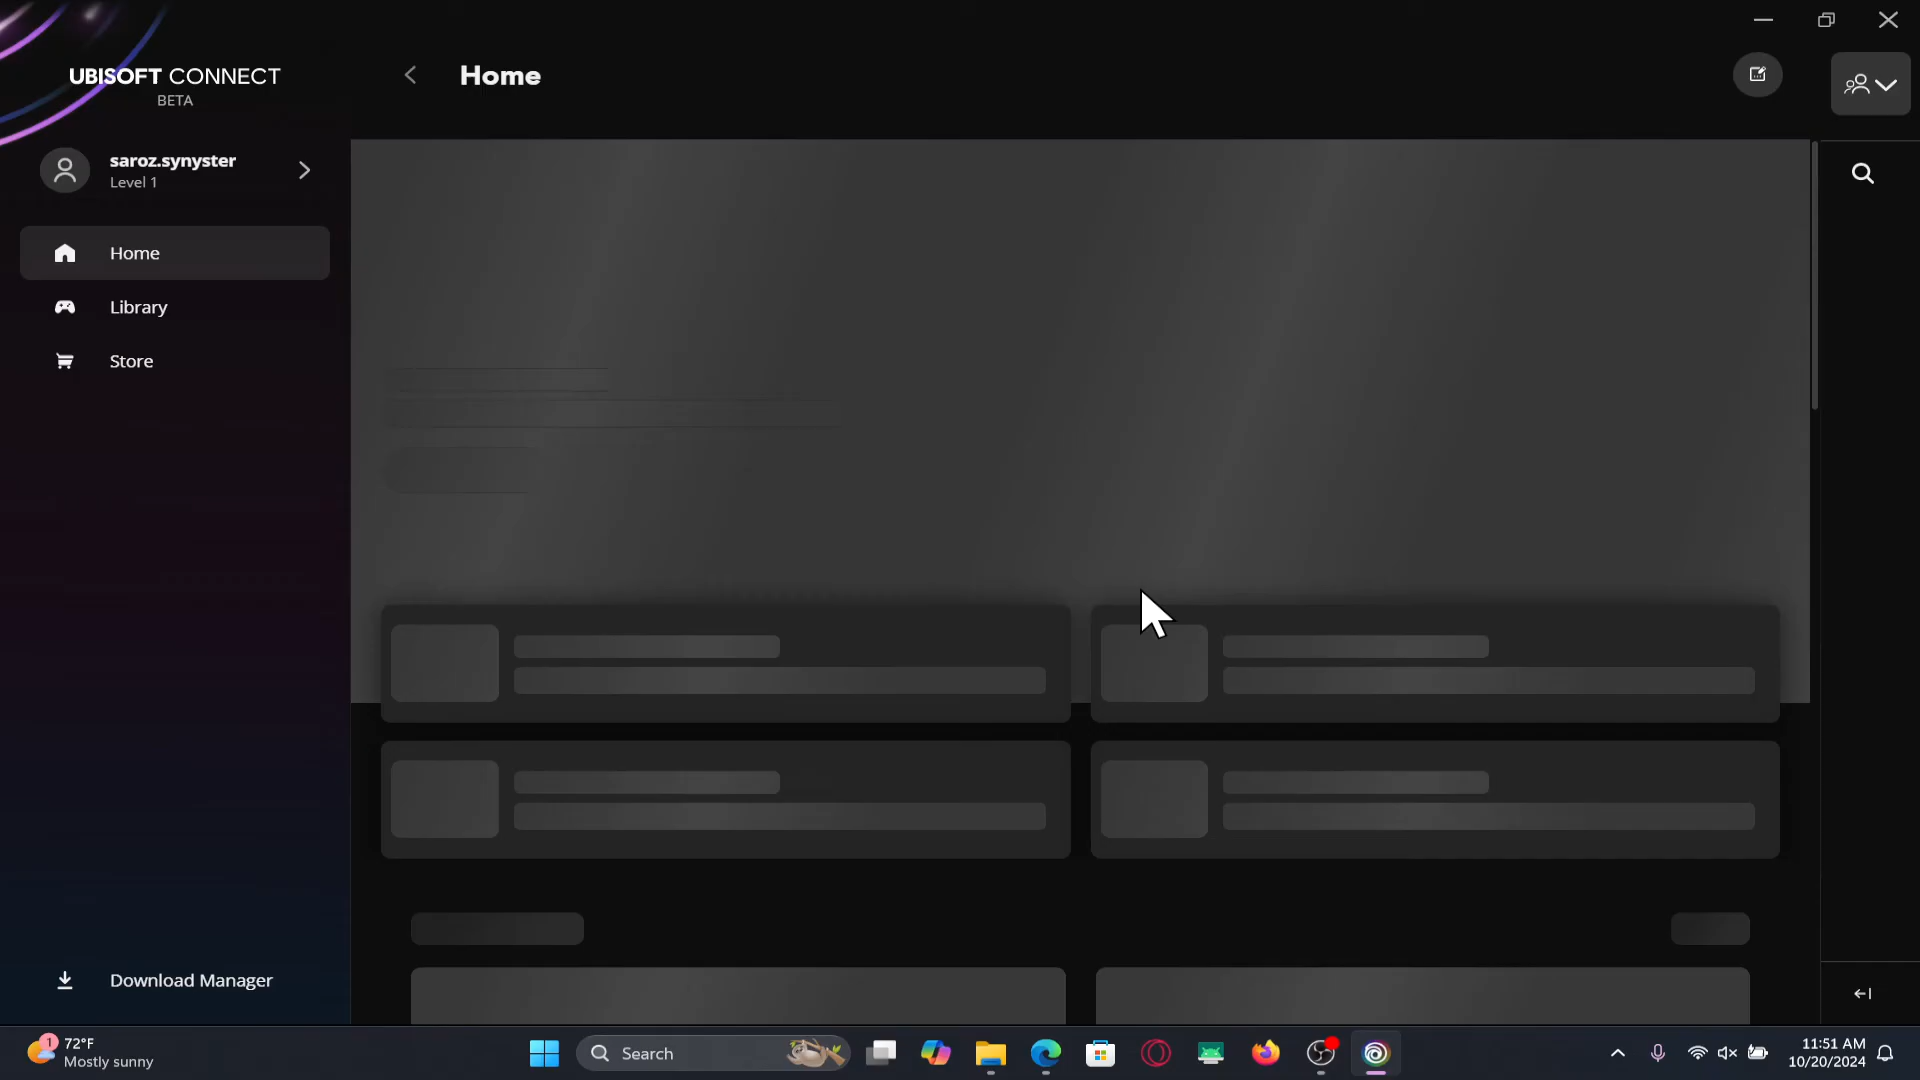 UBISOFT CONNECT
BETA
Home
saroz.synyster
Level 1
Home
Library
Store
Download Manager
1
72°F
Mostly sunny
Search
11:51 AM
10/20/2024